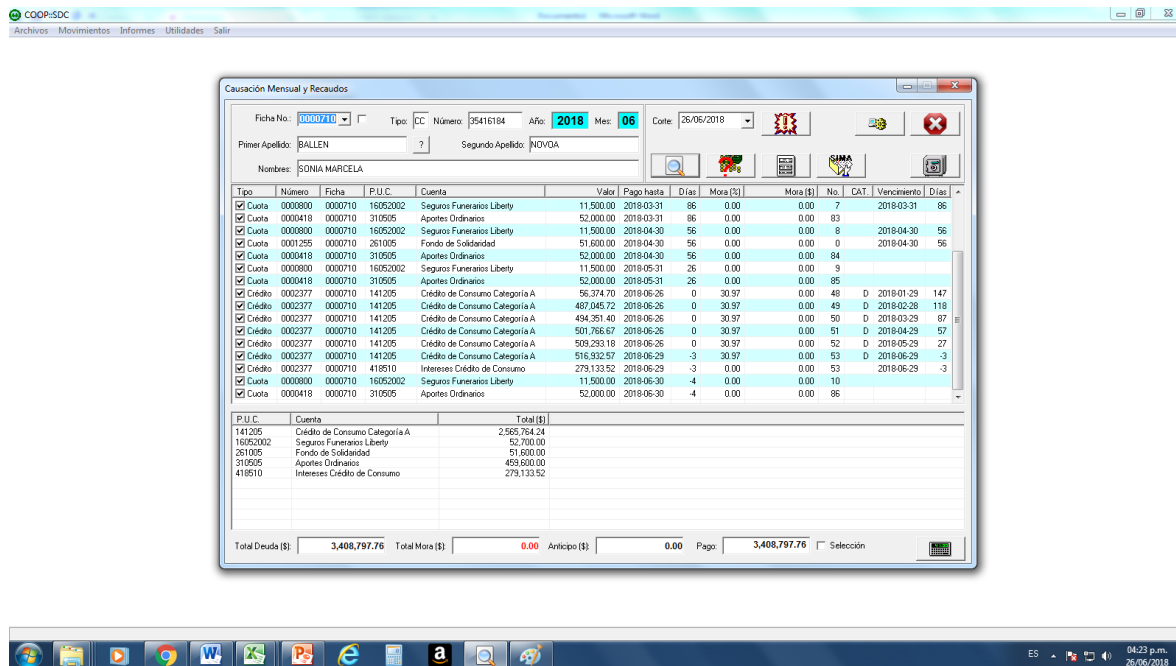 COOP::SDC
Archivos Movimientos Informes Utilidades Salir
Causación Mensual y Recaudos
Ficha No.: 0000710 Tipo: CC Número: 35416184 Año: 2018 Mes: 06 Corte: 26/06/2018
Primer Apellido: BALLEN ? Segundo Apellido: NOVOA
Nombres: SONIA MARCELA
SIMA
Tipo Número Ficha P.U.C. Cuenta Valor Pago hasta Días Mora (%) Mora ($) No. CAT. Vencimiento Días
Cuota 0000800 0000710 16052002 Seguros Funerarios Liberty 11,500.00 2018-03-31 86 0.00 0.00 7 2018-03-31 86
Cuota 0000418 0000710 310505 Aportes Ordinarios 52,000.00 2018-03-31 86 0.00 0.00 83
Cuota 0000800 0000710 16052002 Seguros Funerarios Liberty 11,500.00 2018-04-30 56 0.00 0.00 8 2018-04-30 56
Cuota 0001255 0000710 261005 Fondo de Solidaridad 51,600.00 2018-04-30 56 0.00 0.00 0 2018-04-30 56
Cuota 0000418 0000710 310505 Aportes Ordinarios 52,000.00 2018-04-30 56 0.00 0.00 84
Cuota 0000800 0000710 16052002 Seguros Funerarios Liberty 11,500.00 2018-05-31 26 0.00 0.00 9
Cuota 0000418 0000710 310505 Aportes Ordinarios 52,000.00 2018-05-31 26 0.00 0.00 85
Crédito 0002377 0000710 141205 Crédito de Consumo Categoría A 56,374.70 2018-06-26 0 30.97 0.00 48 D 2018-01-29 147
Crédito 0002377 0000710 141205 Crédito de Consumo Categoría A 487,045.72 2018-06-26 0 30.97 0.00 49 D 2018-02-28 118
Crédito 0002377 0000710 141205 Crédito de Consumo Categoría A 494,351.40 2018-06-26 0 30.97 0.00 50 D 2018-03-29 87
Crédito 0002377 0000710 141205 Crédito de Consumo Categoría A 501,766.67 2018-06-26 0 30.97 0.00 51 D 2018-04-29 57
Crédito 0002377 0000710 141205 Crédito de Consumo Categoría A 509,293.18 2018-06-26 0 30.97 0.00 52 D 2018-05-29 27
Crédito 0002377 0000710 141205 Crédito de Consumo Categoría A 516,932.57 2018-06-29 -3 30.97 0.00 53 D 2018-06-29 -3
Crédito 0002377 0000710 418510 Intereses Crédito de Consumo 279,133.52 2018-06-29 -3 0.00 0.00 53 2018-06-29 -3
Cuota 0000800 0000710 16052002 Seguros Funerarios Liberty 11,500.00 2018-06-30 -4 0.00 0.00 10
Cuota 0000418 0000710 310505 Aportes Ordinarios 52,000.00 2018-06-30 -4 0.00 0.00 86
P.U.C. Cuenta Total ($)
141205 Crédito de Consumo Categoría A 2,565,764.24
16052002 Seguros Funerarios Liberty 52,700.00
261005 Fondo de Solidaridad 51,600.00
310505 Aportes Ordinarios 459,600.00
418510 Intereses Crédito de Consumo 279,133.52
Total Deuda ($): 3,408,797.76 Total Mora ($): 0.00 Anticipo ($): 0.00 Pago: 3,408,797.76 Selección
ES 04:23 p.m.
26/06/2018